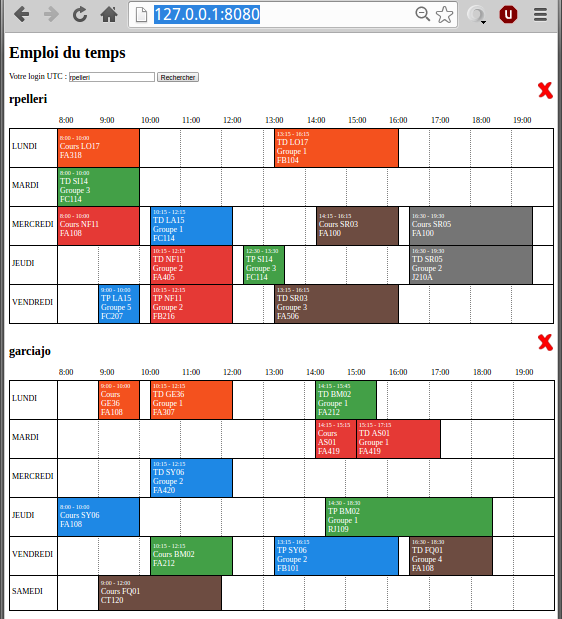 127.0.0.1:8080
Emploi du temps
Votre login UTC : rpelleri Rechercher
rpelleri
8:00 9:00 10:00 11:00 12:00 13:00 14:00 15:00 16:00 17:00 18:00 19:00
LUNDI
8:00 - 10:00
Cours LO17
FA318
13:15 - 16:15
TD LO17
Groupe 1
FB104
MARDI
8:00 - 10:00
TD SI14
Groupe 3
FC114
MERCREDI
8:00 - 10:00
Cours NF11
FA108
10:15 - 12:15
TD LA15
Groupe 1
FC114
14:15 - 16:15
Cours SR03
FA100
16:30 - 19:30
Cours SR05
FA100
JEUDI
10:15 - 12:15
TD NF11
Groupe 2
FA405
12:30 - 13:30
TP SI14
Groupe 3
FC114
16:30 - 19:30
TD SR05
Groupe 2
J210A
VENDREDI
9:00 - 10:00
TP LA15
Groupe 5
FC207
10:15 - 12:15
TP NF11
Groupe 2
FB216
13:15 - 16:15
TD SR03
Groupe 3
FA506
garciajo
8:00 9:00 10:00 11:00 12:00 13:00 14:00 15:00 16:00 17:00 18:00 19:00
LUNDI
9:00 - 10:00
Cours
GE36
FA108
10:15 - 12:15
TD GE36
Groupe 1
FA307
14:15 - 15:45
TD BM02
Groupe 1
FA212
MARDI
14:15 - 15:15
Cours
AS01
FA419
15:15 - 17:15
TD AS01
Groupe 1
FA419
MERCREDI
10:15 - 12:15
TD SY06
Groupe 2
FA420
JEUDI
8:00 - 10:00
Cours SY06
FA108
14:30 - 18:30
TP BM02
Groupe 1
RJ109
VENDREDI
10:15 - 12:15
Cours BM02
FA212
13:15 - 16:15
TP SY06
Groupe 2
FB101
16:30 - 18:30
TD FQ01
Groupe 4
FA108
SAMEDI
9:00 - 12:00
Cours FQ01
CT120